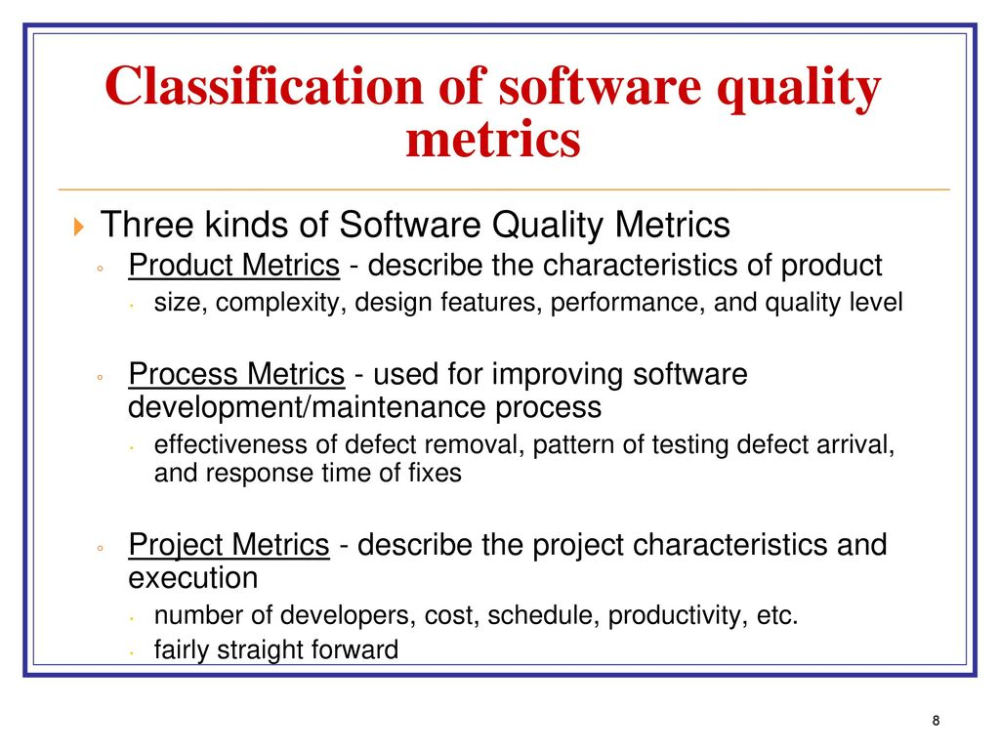 Classification of software quality
metrics
Three kinds of Software Quality Metrics
Product Metrics - describe the characteristics of product
size, complexity, design features, performance, and quality level
Process Metrics - used for improving software
development/maintenance process
effectiveness of defect removal, pattern of testing defect arrival,
and response time of fixes
Project Metrics - describe the project characteristics and
execution
number of developers, cost, schedule, productivity, etc.
fairly straight forward
8